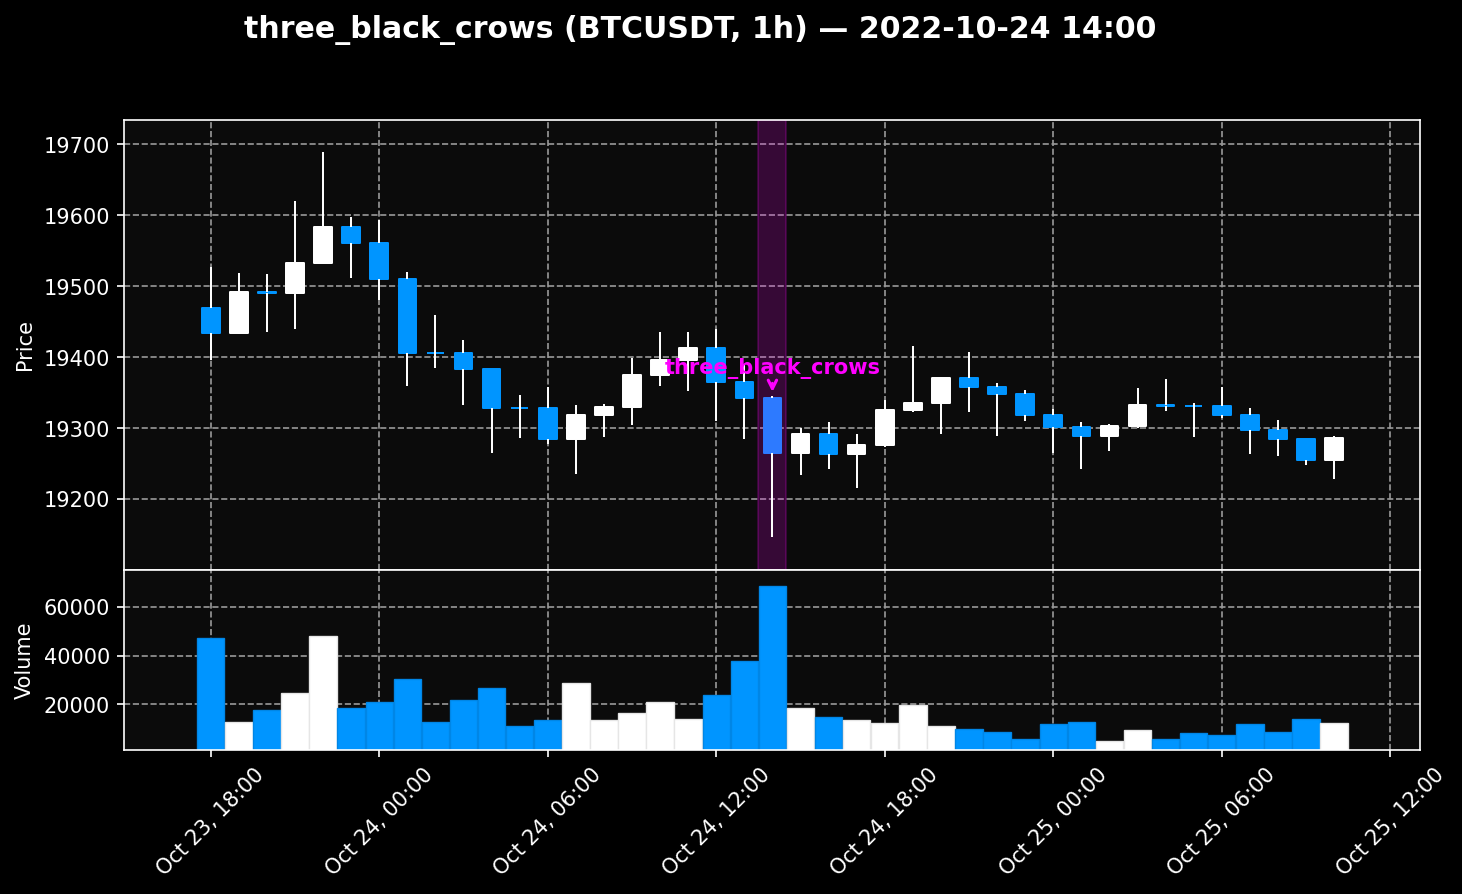 three_black_crows (BTCUSDT, 1h) — 2022-10-24 14:00
19700
19600
19500
19400
19300
19200
Price
three_black_crows
60000
40000
20000
Volume
Oct 23, 18:00
Oct 24, 00:00
Oct 24, 06:00
Oct 24, 12:00
Oct 24, 18:00
Oct 25, 00:00
Oct 25, 06:00
Oct 25, 12:00